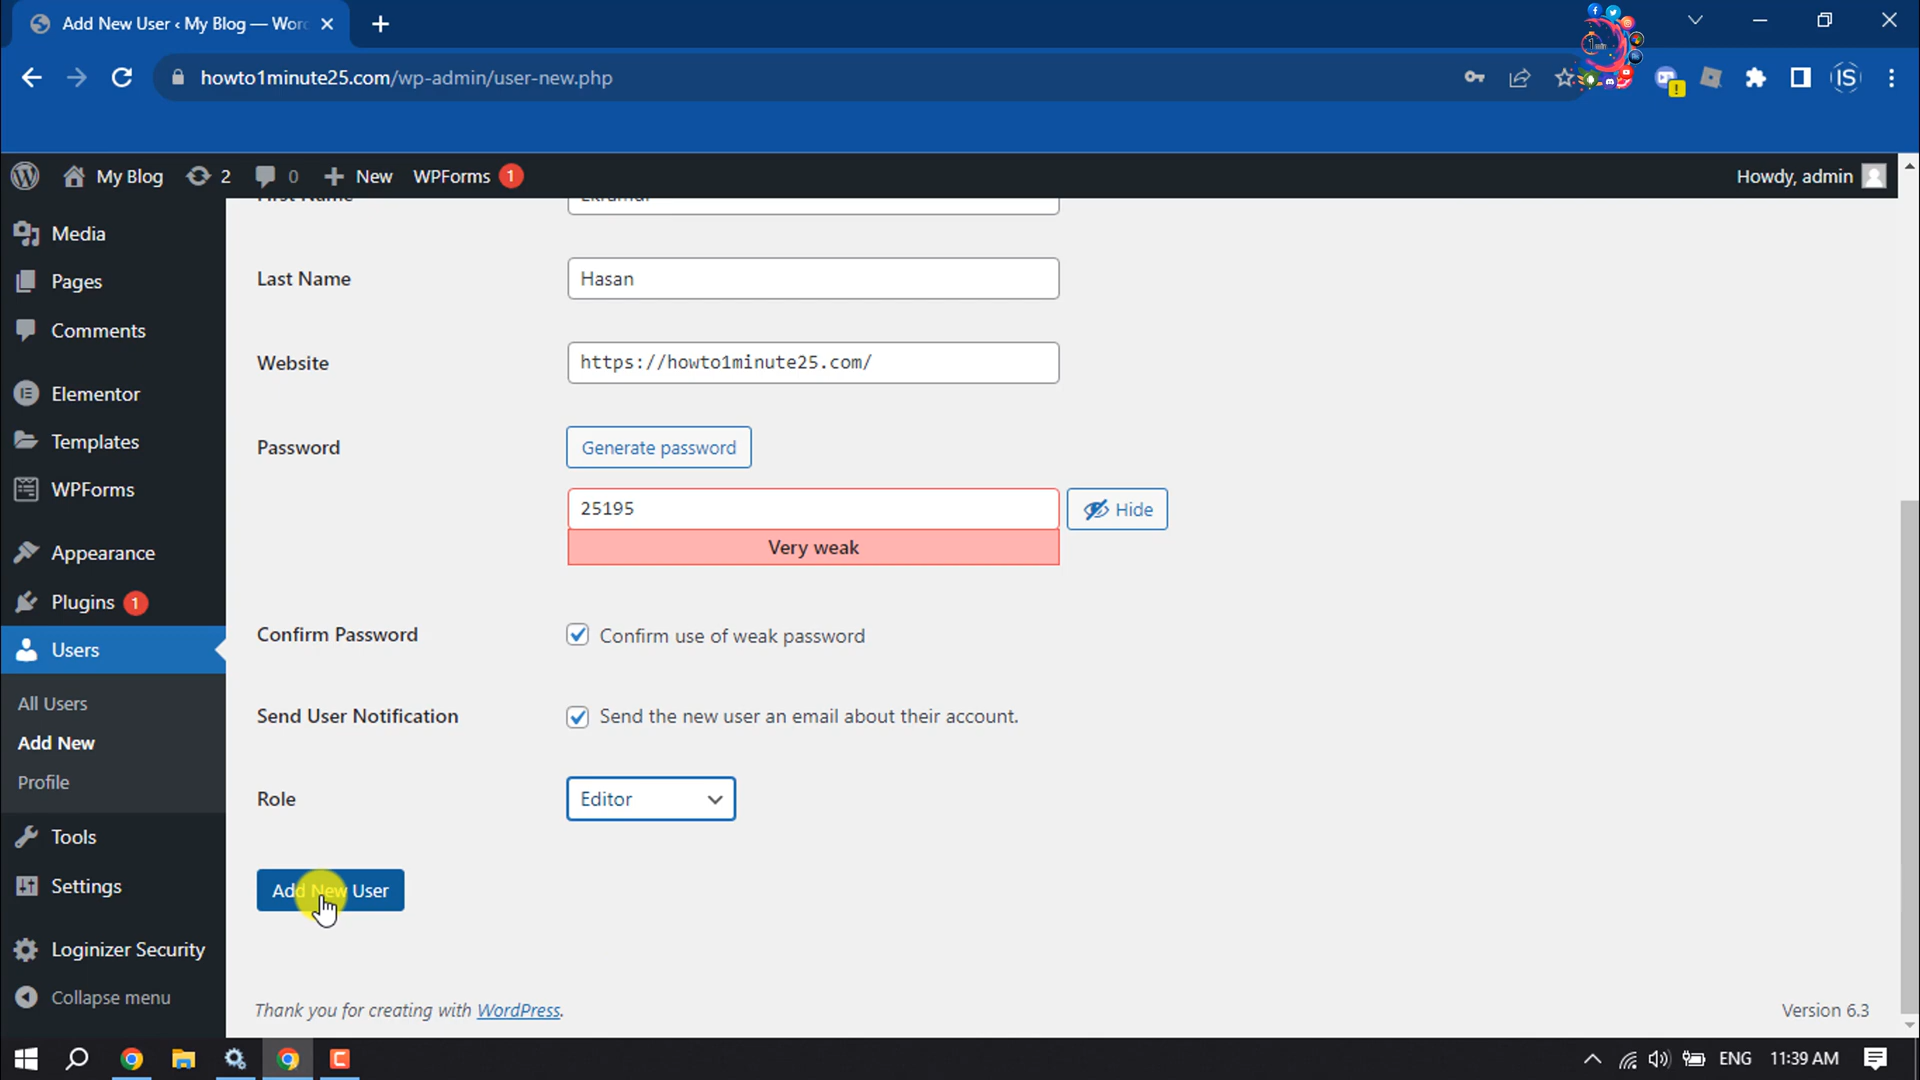 Add New User ‹ My Blog — Wor
howto1minute25.com/wp-admin/user-new.php
IS
My Blog 2 0 New WPForms 1 Howdy, admin
Media
Pages
Comments
Elementor
Templates
WPForms
Appearance
Plugins 1
Users
All Users
Add New
Profile
Tools
Settings
Loginizer Security
Collapse menu
First Name
Last Name Hasan
Website https://howto1minute25.com/
Password Generate password
25195 Hide
Very weak
Confirm Password Confirm use of weak password
Send User Notification Send the new user an email about their account.
Role Editor
Add New User
Thank you for creating with WordPress. Version 6.3
ENG 11:39 AM